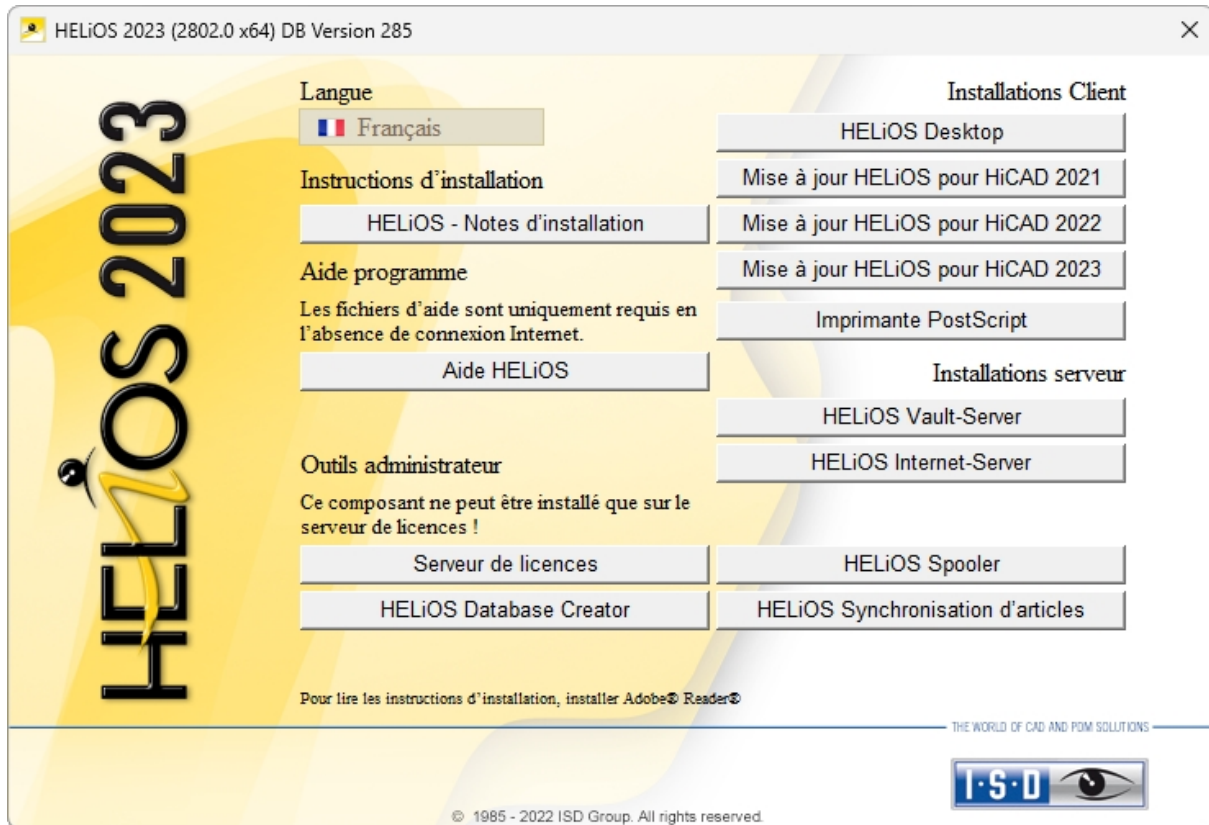 HELiOS 2023 (2802.0 x64) DB Version 285
HELiOS 2023
Langue
Français
Instructions d'installation
HELiOS - Notes d'installation
Aide programme
Les fichiers d'aide sont uniquement requis en
l'absence de connexion Internet.
Aide HELiOS
Outils administrateur
Ce composant ne peut être installé que sur le
serveur de licences !
Serveur de licences
HELiOS Database Creator
Installations Client
HELiOS Desktop
Mise à jour HELiOS pour HiCAD 2021
Mise à jour HELiOS pour HiCAD 2022
Mise à jour HELiOS pour HiCAD 2023
Imprimante PostScript
Installations serveur
HELiOS Vault-Server
HELiOS Internet-Server
HELiOS Spooler
HELiOS Synchronisation d'articles
Pour lire les instructions d'installation, installer Adobe® Reader®
THE WORLD OF CAD AND PDM SOLUTIONS
I·S·D
© 1985 - 2022 ISD Group. All rights reserved.